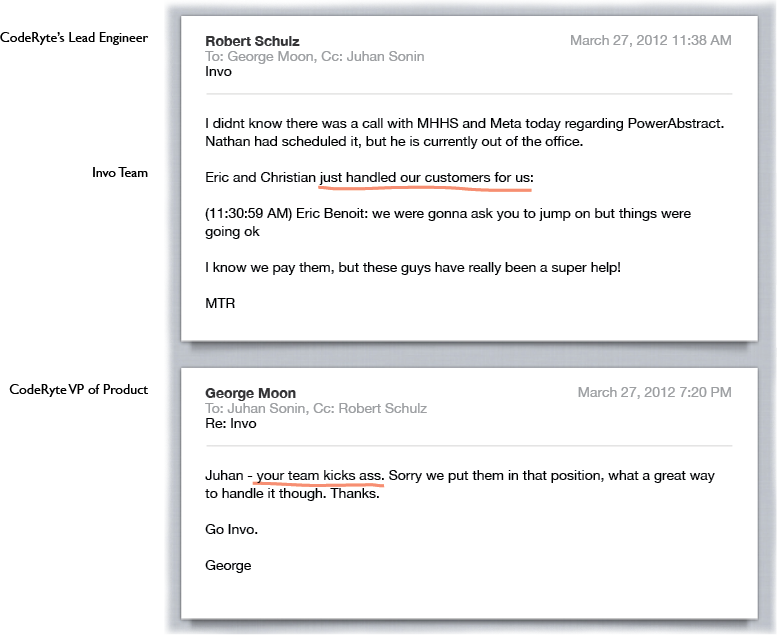 CodeRyte's Lead Engineer
Robert Schulz
March 27, 2012 11:38 AM
To: George Moon, Cc: Juhan Sonin
Invo
I didnt know there was a call with MHHS and Meta today regarding PowerAbstract.
Nathan had scheduled it, but he is currently out of the office.
Invo Team
Eric and Christian just handled our customers for us:
(11:30:59 AM) Eric Benoit: we were gonna ask you to jump on but things were
going ok
I know we pay them, but these guys have really been a super help!
MTR
CodeRyte VP of Product
George Moon
March 27, 2012 7:20 PM
To: Juhan Sonin, Cc: Robert Schulz
Re: Invo
Juhan - your team kicks ass. Sorry we put them in that position, what a great way
to handle it though. Thanks.
Go Invo.
George